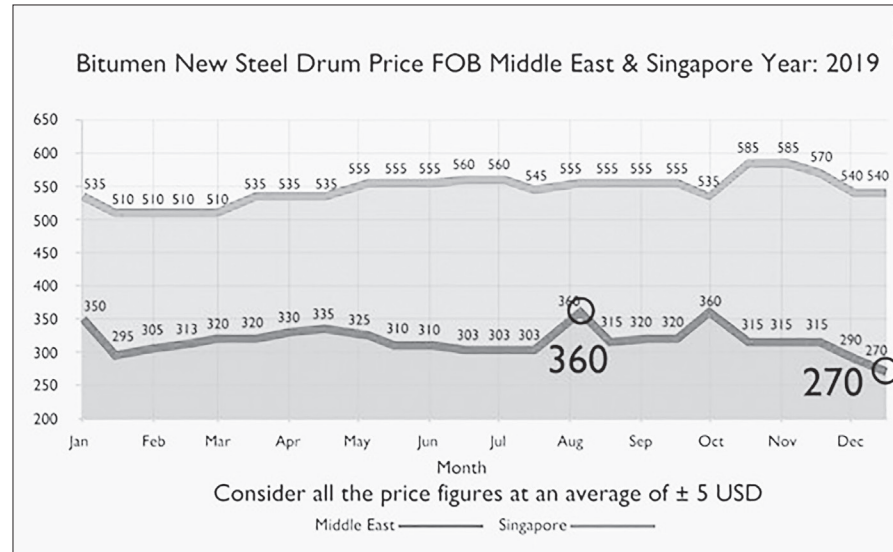 Bitumen New Steel Drum Price FOB Middle East & Singapore Year: 2019
650
600
550
500
450
400
350
300
250
200
535 510 510 510 510 535 535 535 555 555 555 560 560 545 555 555 555 555 535 585 585 570 540 540
350 295 305 313 320 320 330 335 325 310 310 303 303 303 360 315 320 320 360 315 315 315 290 270
360
270
Jan Feb Mar Apr May Jun Jul Aug Sep Oct Nov Dec
Month
Consider all the price figures at an average of ± 5 USD
Middle East Singapore